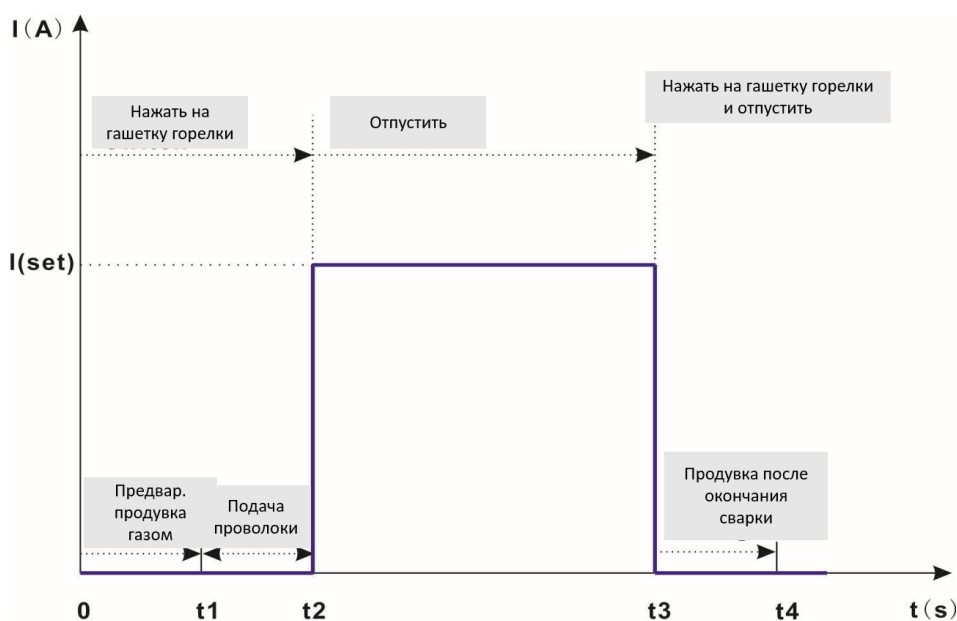 I(A)
Нажать на
гашетку горелки
Отпустить
Нажать на гашетку горелки
и отпустить
I(set)
Предвар.
продувка
газом
Подача
проволоки
Продувка после
окончания
сварки
0
t1
t2
t3
t4
t(s)